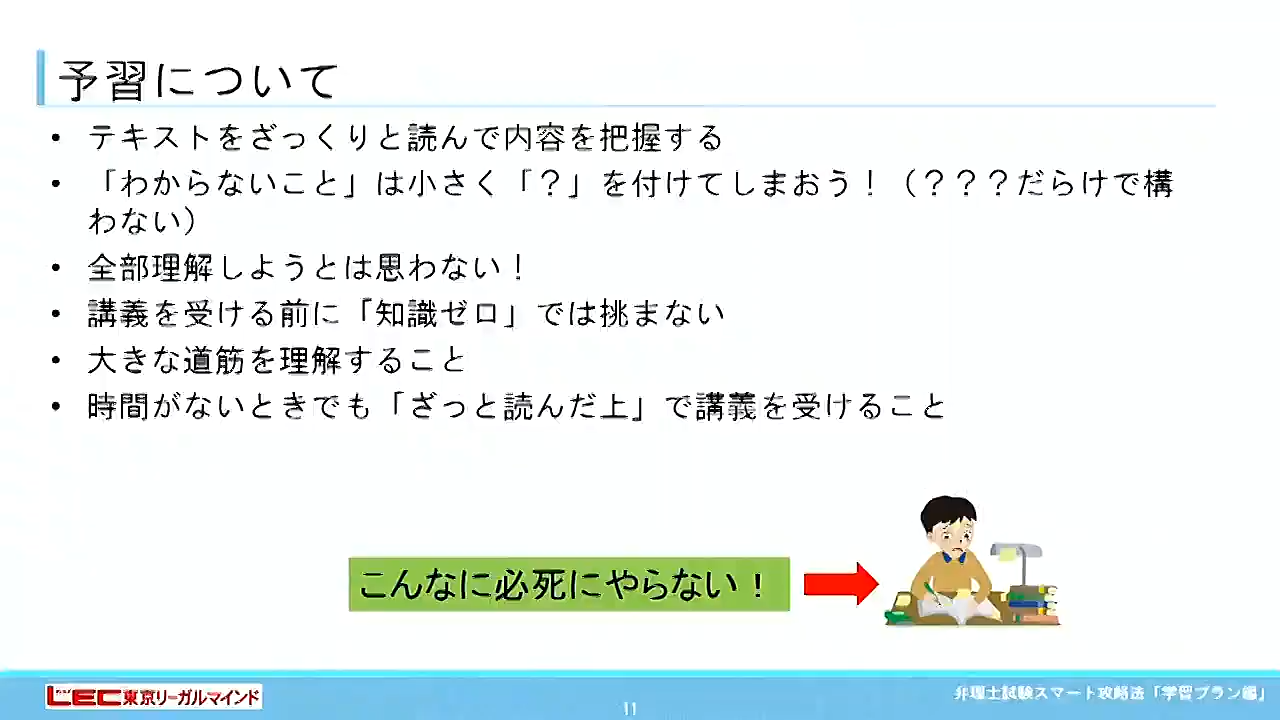 予習について
• テキストをざっくりと読んで内容を把握する
• 「わからないこと」は小さく「？」を付けてしまおう！（？？？だらけで構
わない）
• 全部理解しようとは思わない！
• 講義を受ける前に「知識ゼロ」では挑まない
• 大きな道筋を理解すること
• 時間がないときでも「ざっと読んだ上」で講義を受けること
こんなに必死にやらない！
LEC東京リーガルマインド
11
弁理士試験スマート攻略法「学習プラン編」